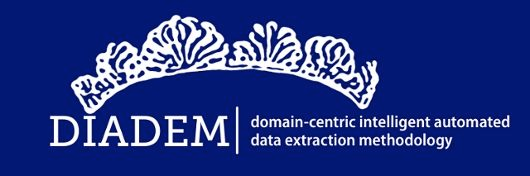 DIADEM
domain-centric intelligent automated
data extraction methodology